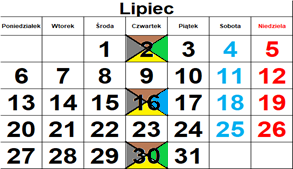 Lipiec
Poniedziałek Wtorek Środa Czwartek Piątek Sobota Niedziela
1 2 3 4 5
6 7 8 9 10 11 12
13 14 15 16 17 18 19
20 21 22 23 24 25 26
27 28 29 30 31